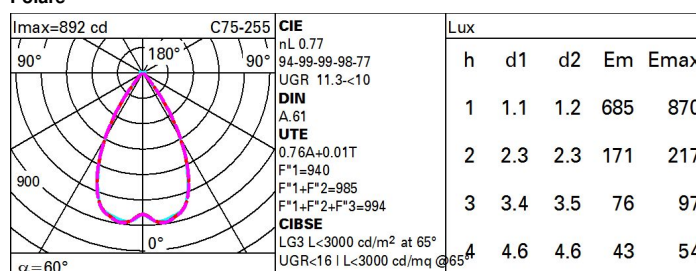 Imax=892 cd C75-255
90° 180° 90°
900
0°
α=60°
CIE
nL 0.77
94-99-99-98-77
UGR 11.3-<10
DIN
A.61
UTE
0.76A+0.01T
F"1=940
F"1+F"2=985
F"1+F"2+F"3=994
CIBSE
LG3 L<3000 cd/m² at 65°
UGR<16 | L<3000 cd/mq @65°
Lux
h d1 d2 Em Emax
1 1.1 1.2 685 870
2 2.3 2.3 171 217
3 3.4 3.5 76 97
4 4.6 4.6 43 54